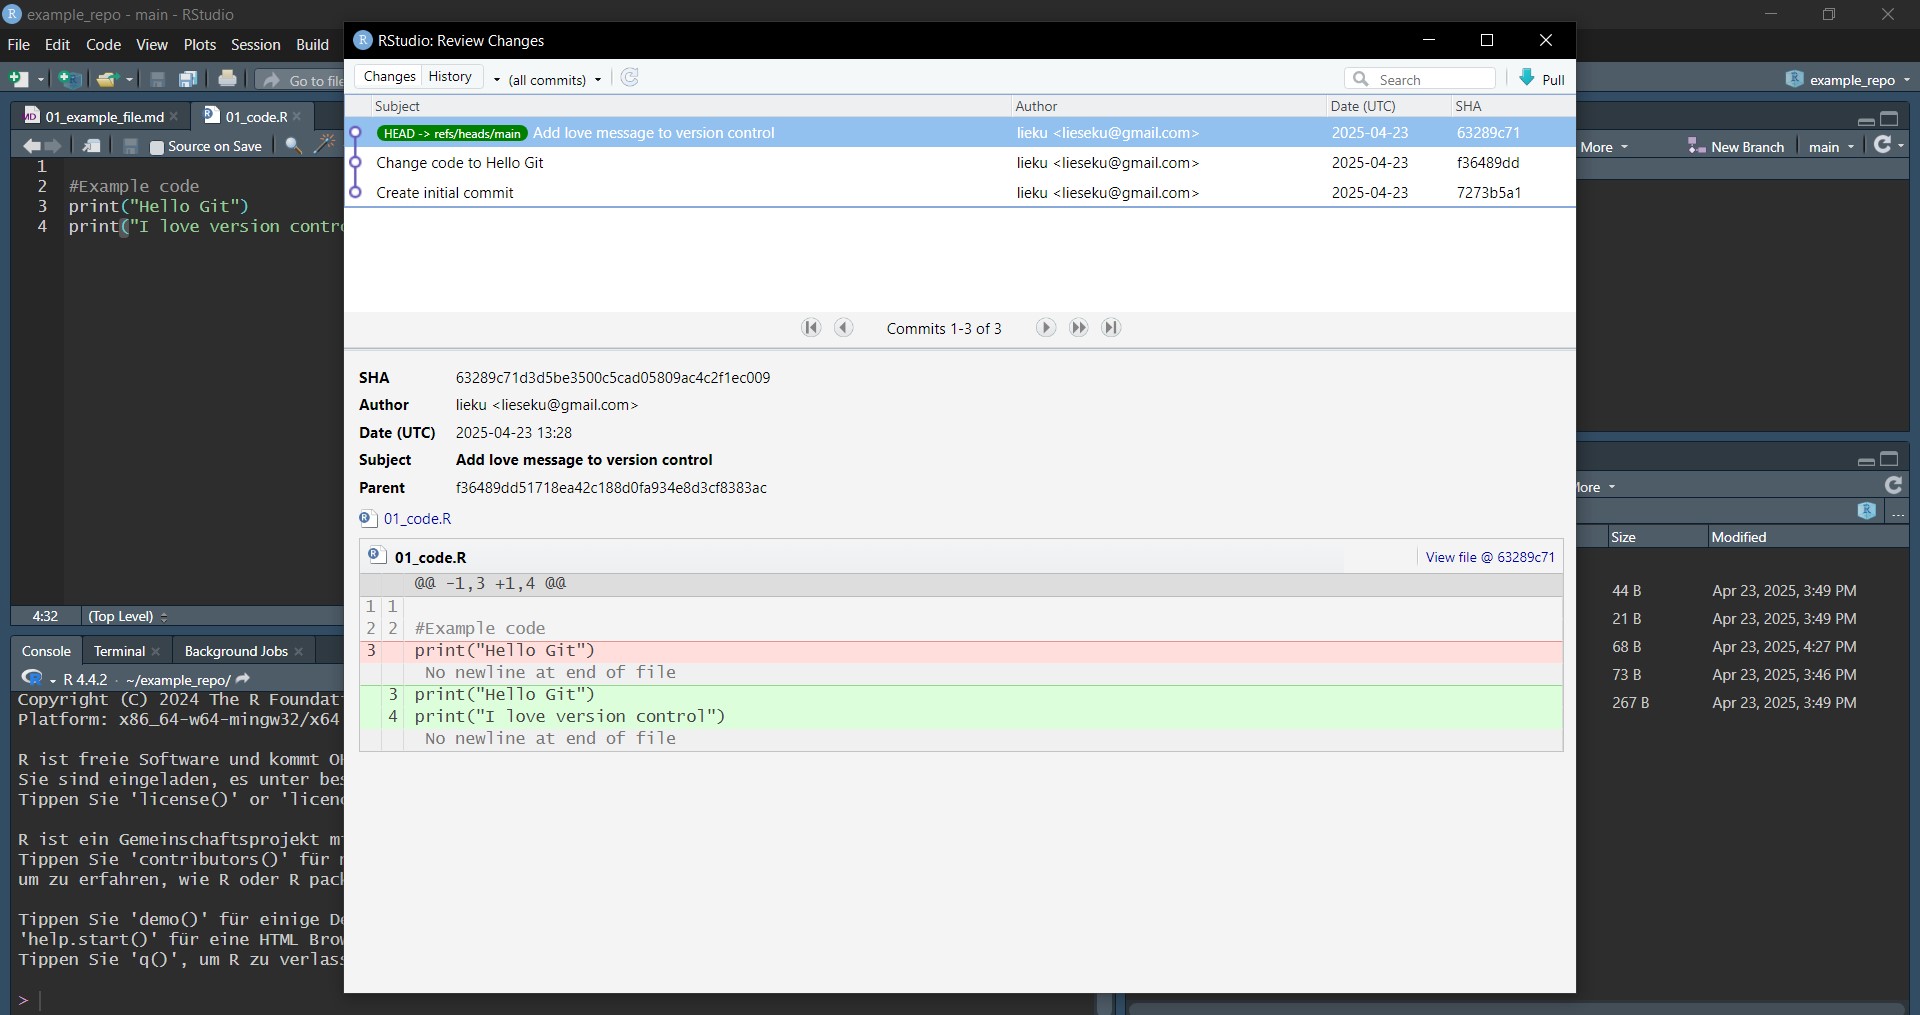 example_repo - main - RStudio
File Edit Code View Plots Session Build
Go to file
example_repo
01_example_file.md
01_code.R
Source on Save
1
2 #Example code
3 print("Hello Git")
4 print("I love version contro
4:32 (Top Level)
Console Terminal Background Jobs
R 4.4.2 · ~/example_repo/
Copyright (C) 2024 The R Foundat
Platform: x86_64-w64-mingw32/x64
R ist freie Software und kommt OH
Sie sind eingeladen, es unter bes
Tippen Sie 'license()' or 'licenc
R ist ein Gemeinschaftsprojekt mi
Tippen Sie 'contributors()' für
um zu erfahren, wie R oder R pack
Tippen Sie 'demo()' für einige De
'help.start()' für eine HTML Brow
Tippen Sie 'q()', um R zu verlass
>
RStudio: Review Changes
Changes History (all commits) Search Pull
Subject Author Date (UTC) SHA
HEAD -> refs/heads/main Add love message to version control lieku <lieseku@gmail.com> 2025-04-23 63289c71
Change code to Hello Git lieku <lieseku@gmail.com> 2025-04-23 f36489dd
Create initial commit lieku <lieseku@gmail.com> 2025-04-23 7273b5a1
Commits 1-3 of 3
SHA 63289c71d3d5be3500c5cad05809ac4c2f1ec009
Author lieku <lieseku@gmail.com>
Date (UTC) 2025-04-23 13:28
Subject Add love message to version control
Parent f36489dd51718ea42c188d0fa934e8d3cf8383ac
01_code.R
01_code.R View file @ 63289c71
@@ -1,3 +1,4 @@
1 1
2 2 #Example code
3 print("Hello Git")
No newline at end of file
3 print("Hello Git")
4 print("I love version control")
No newline at end of file
More New Branch main
More
...
Size Modified
44 B Apr 23, 2025, 3:49 PM
21 B Apr 23, 2025, 3:49 PM
68 B Apr 23, 2025, 4:27 PM
73 B Apr 23, 2025, 3:46 PM
267 B Apr 23, 2025, 3:49 PM